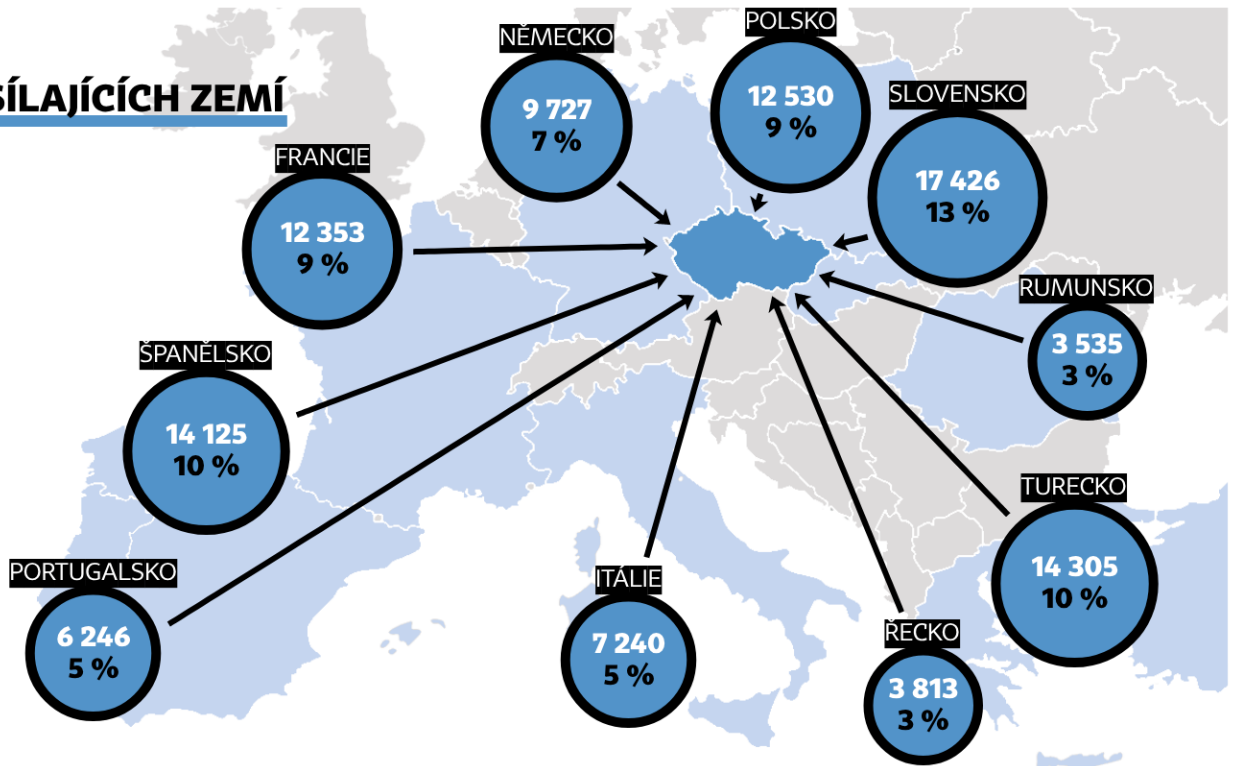 SÍLAJÍCÍCH ZEMÍ
NĚMECKO
9 727
7 %
POLSKO
12 530
9 %
SLOVENSKO
17 426
13 %
FRANCIE
12 353
9 %
RUMUNSKO
3 535
3 %
ŠPANĚLSKO
14 125
10 %
TURECKO
14 305
10 %
PORTUGALSKO
6 246
5 %
ITÁLIE
7 240
5 %
ŘECKO
3 813
3 %